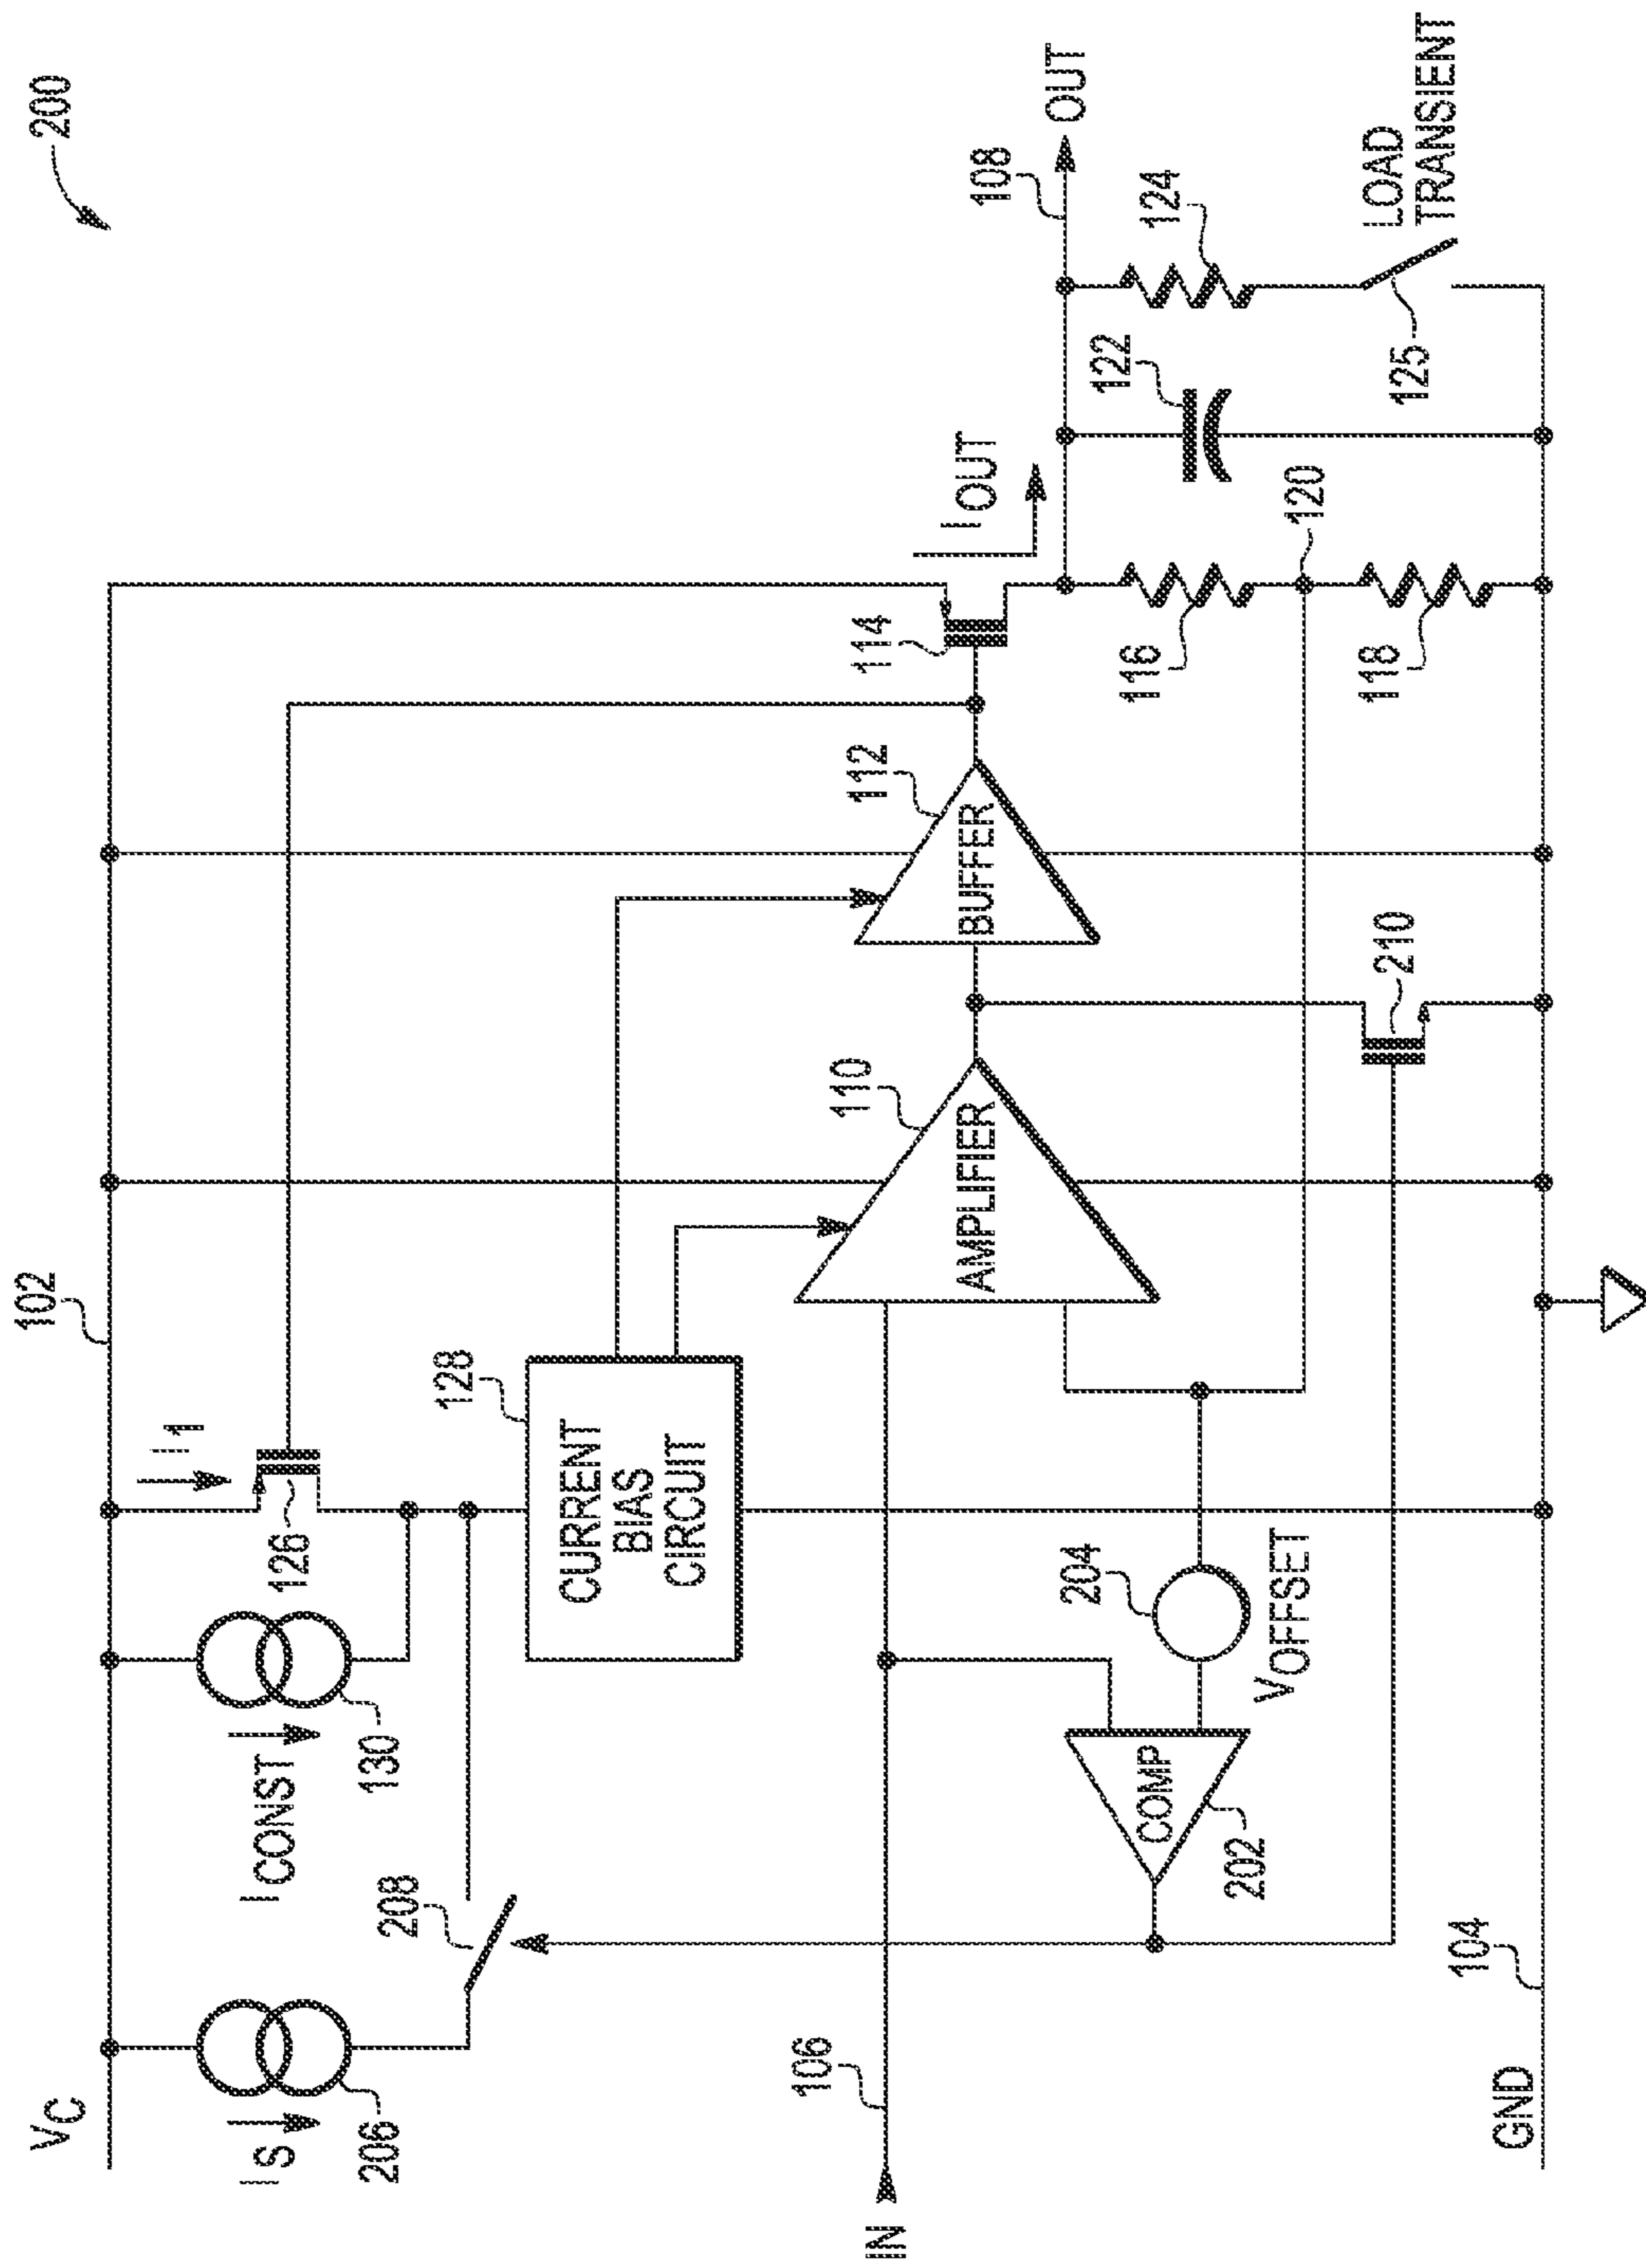 200
VC
102
IS
206
208
ICONST
130
I1
126
128
CURRENT
BIAS
CIRCUIT
IN
106
110
AMPLIFIER
112
BUFFER
114
IOUT
108
OUT
COMP
202
204
VOFFSET
210
116
118
120
122
124
125
LOAD
TRANSIENT
GND
104